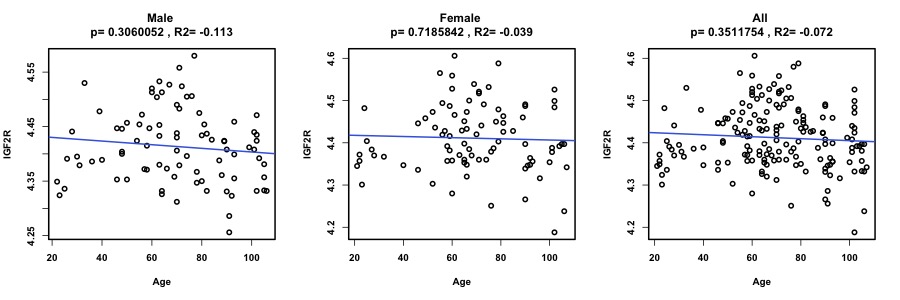 Male
p= 0.3060052 , R2= -0.113
IGF2R
4.55
4.45
4.35
4.25
20 40 60 80 100
Age
Female
p= 0.7185842 , R2= -0.039
IGF2R
4.6
4.5
4.4
4.3
4.2
20 40 60 80 100
Age
All
p= 0.3511754 , R2= -0.072
IGF2R
4.6
4.5
4.4
4.3
4.2
20 40 60 80 100
Age